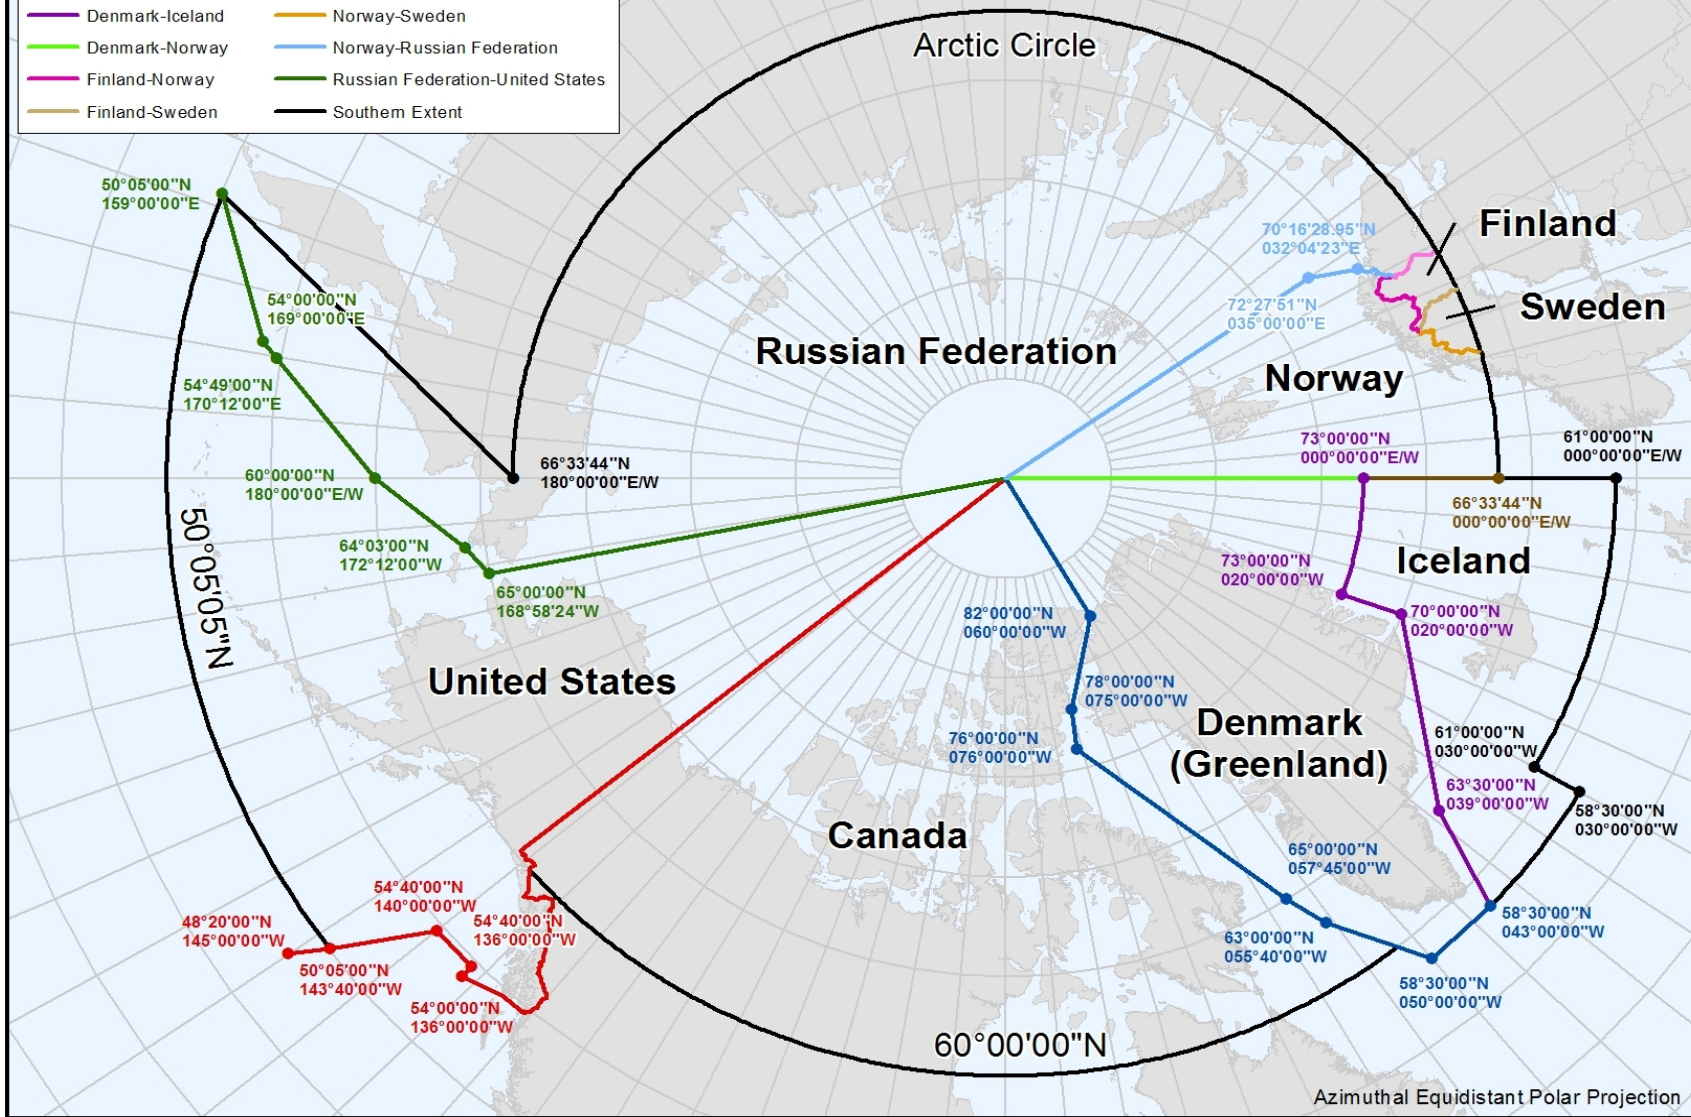 Denmark-Iceland
Norway-Sweden
Denmark-Norway
Norway-Russian Federation
Finland-Norway
Russian Federation-United States
Finland-Sweden
Southern Extent
Arctic Circle
50°05'00"N
159°00'00"E
Finland
70°16'28.95"N
032°04'23"E
54°00'00"N
169°00'00"E
72°27'51"N
035°00'00"E
Sweden
Russian Federation
Norway
54°49'00"N
170°12'00"E
73°00'00"N
000°00'00"E/W
61°00'00"N
000°00'00"E/W
60°00'00"N
180°00'00"E/W
66°33'44"N
180°00'00"E/W
66°33'44"N
000°00'00"E/W
50°05'05"N
64°03'00"N
172°12'00"W
Iceland
73°00'00"N
020°00'00"W
65°00'00"N
168°58'24"W
82°00'00"N
060°00'00"W
70°00'00"N
020°00'00"W
United States
78°00'00"N
075°00'00"W
Denmark
(Greenland)
76°00'00"N
076°00'00"W
61°00'00"N
030°00'00"W
63°30'00"N
039°00'00"W
58°30'00"N
030°00'00"W
Canada
65°00'00"N
057°45'00"W
54°40'00"N
140°00'00"W
48°20'00"N
145°00'00"W
54°40'00"N
136°00'00"W
58°30'00"N
043°00'00"W
63°00'00"N
055°40'00"W
50°05'00"N
143°40'00"W
58°30'00"N
050°00'00"W
54°00'00"N
136°00'00"W
60°00'00"N
Azimuthal Equidistant Polar Projection